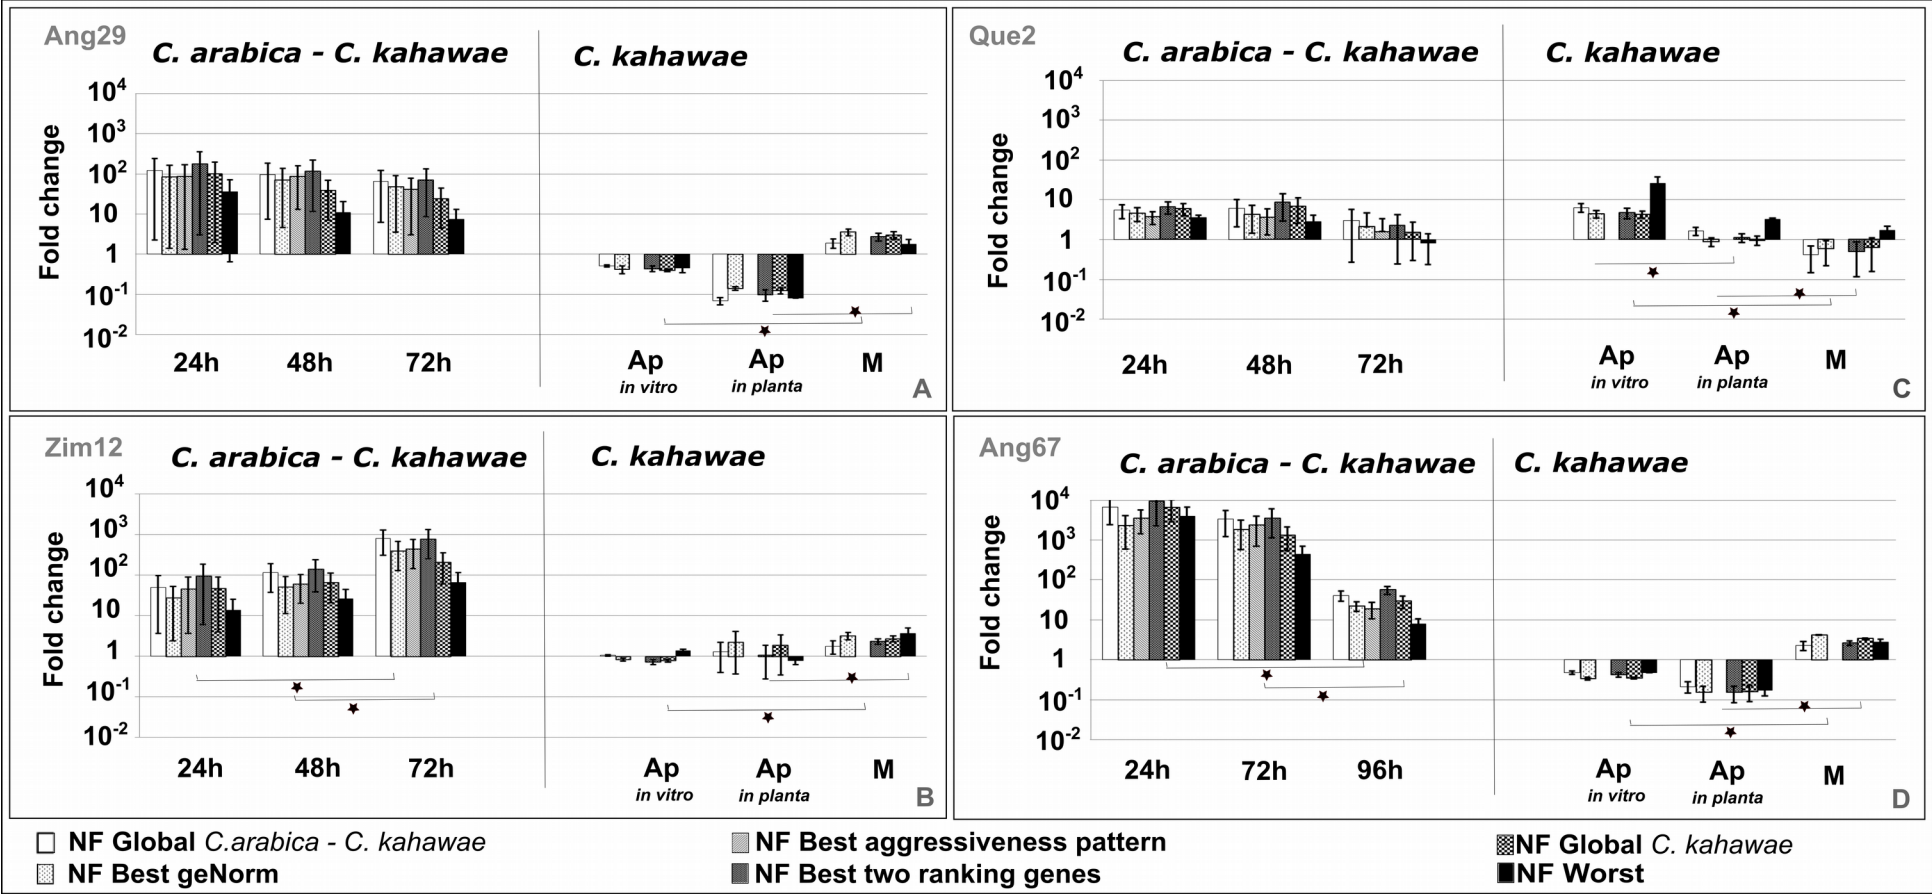 Ang29
C. arabica - C. kahawae
C. kahawae
Fold change
10^4
10^3
10^2
10
1
10^-1
10^-2
24h
48h
72h
Ap
in vitro
Ap
in planta
M
A
Que2
C. arabica - C. kahawae
C. kahawae
Fold change
10^4
10^3
10^2
10
1
10^-1
10^-2
24h
48h
72h
Ap
in vitro
Ap
in planta
M
C
Zim12
C. arabica - C. kahawae
C. kahawae
Fold change
10^4
10^3
10^2
10
1
10^-1
10^-2
24h
48h
72h
Ap
in vitro
Ap
in planta
M
B
Ang67
C. arabica - C. kahawae
C. kahawae
Fold change
10^4
10^3
10^2
10
1
10^-1
10^-2
24h
72h
96h
Ap
in vitro
Ap
in planta
M
D
NF Global C.arabica - C. kahawae
NF Best geNorm
NF Best aggressiveness pattern
NF Best two ranking genes
NF Global C. kahawae
NF Worst